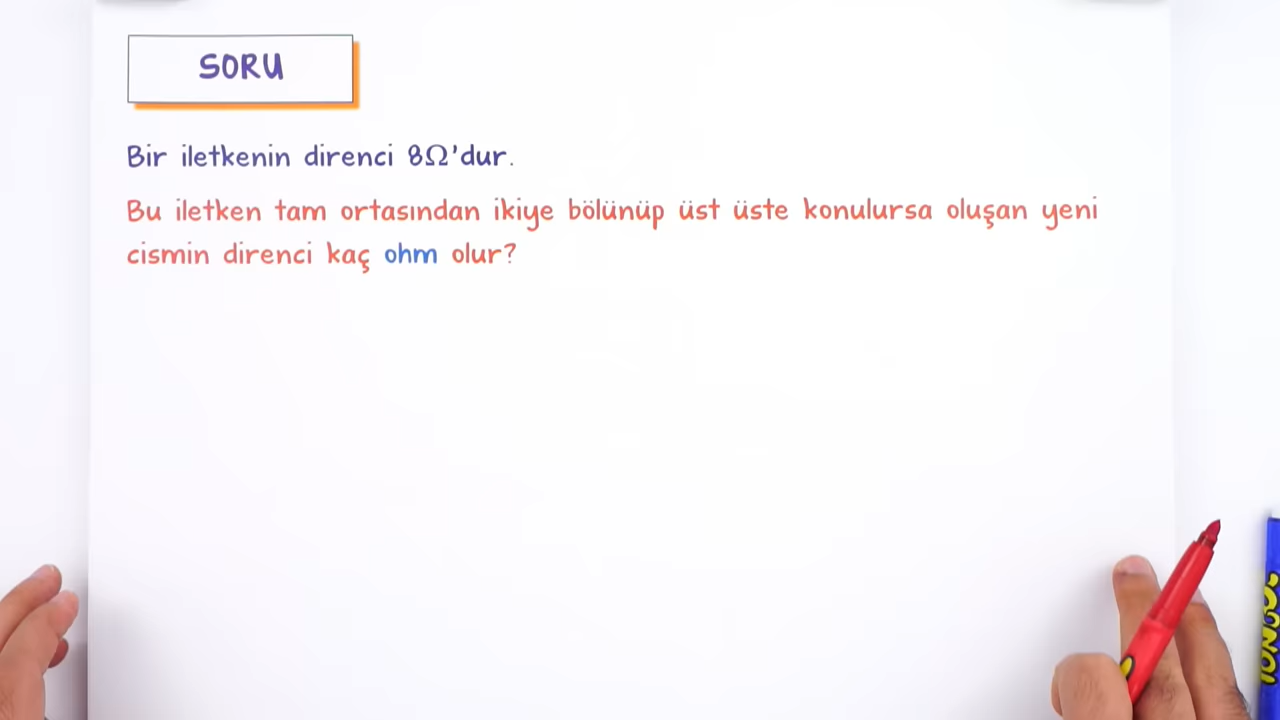 SORU
Bir iletkenin direnci 8Ω'dur.
Bu iletken tam ortasından ikiye bölünüp üst üste konulursa oluşan yeni
cismin direnci kaç ohm olur?